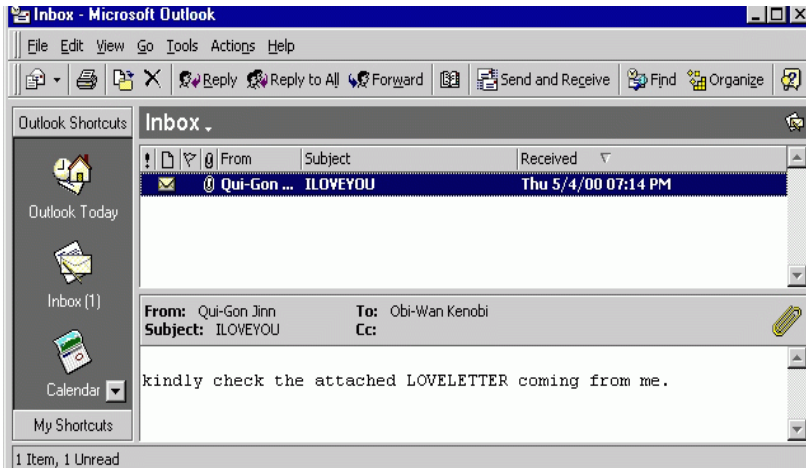 Inbox - Microsoft Outlook
File Edit View Go Tools Actions Help
Reply Reply to All Forward Send and Receive Find Organize
Outlook Shortcuts
Inbox
From Subject Received
Qui-Gon ... ILOVEYOU Thu 5/4/00 07:14 PM
Outlook Today
Inbox (1)
Calendar
My Shortcuts
From: Qui-Gon Jinn To: Obi-Wan Kenobi
Subject: ILOVEYOU Cc:
kindly check the attached LOVELETTER coming from me.
1 Item, 1 Unread